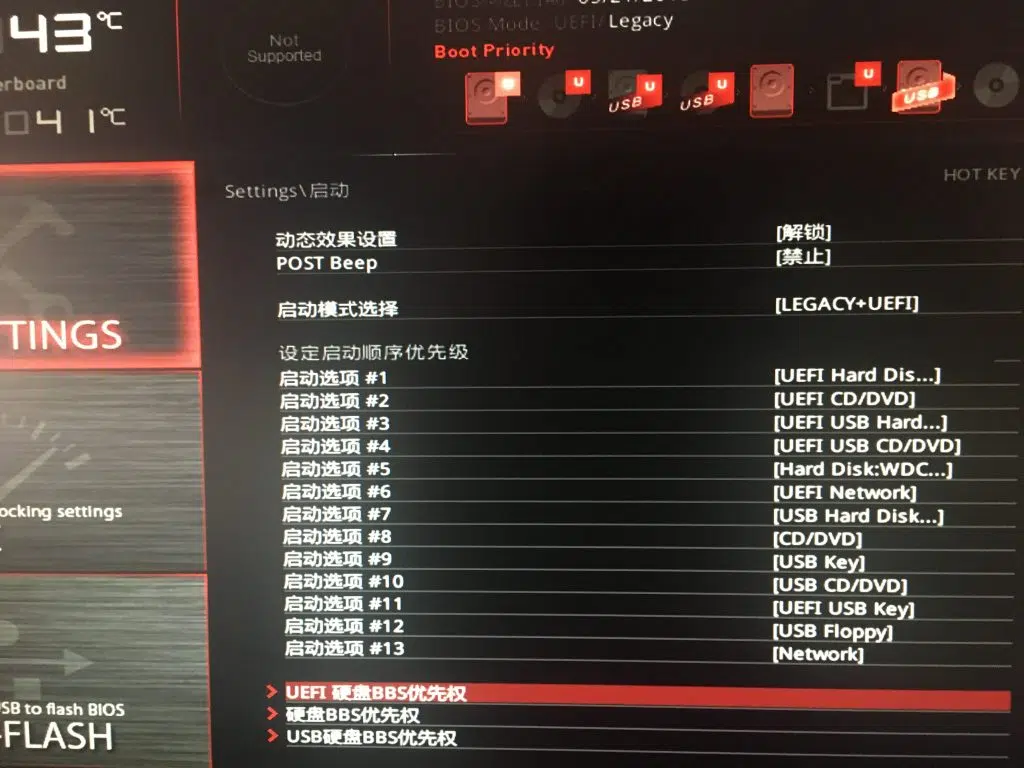 43℃
Not
Supported
BIOS Mode: UEFI/Legacy
Boot Priority
erboard
41℃
U
U
USB U
USB U
U
USB
HOT KEY
Settings\启动
动态效果设置 [解锁]
POST Beep [禁止]
启动模式选择 [LEGACY+UEFI]
设定启动顺序优先级
启动选项 #1 [UEFI Hard Dis...]
启动选项 #2 [UEFI CD/DVD]
启动选项 #3 [UEFI USB Hard...]
启动选项 #4 [UEFI USB CD/DVD]
启动选项 #5 [Hard Disk:WDC...]
启动选项 #6 [UEFI Network]
启动选项 #7 [USB Hard Disk...]
启动选项 #8 [CD/DVD]
启动选项 #9 [USB Key]
启动选项 #10 [USB CD/DVD]
启动选项 #11 [UEFI USB Key]
启动选项 #12 [USB Floppy]
启动选项 #13 [Network]
> UEFI 硬盘BBS优先权
> 硬盘BBS优先权
> USB硬盘BBS优先权
TTINGS
ocking settings
SB to flash BIOS
-FLASH